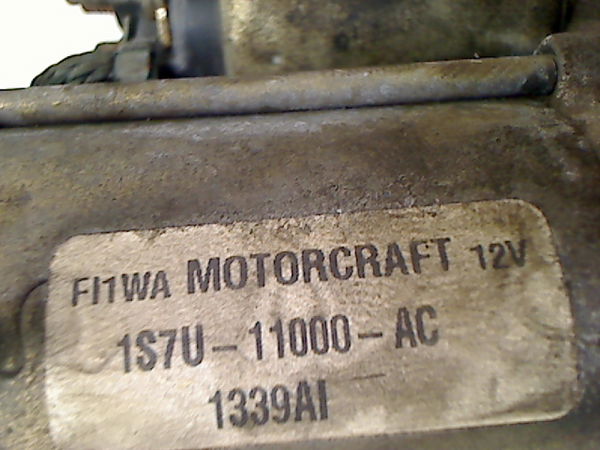 FI1WA MOTORCRAFT 12V
1S7U-11000-AC
1339AI